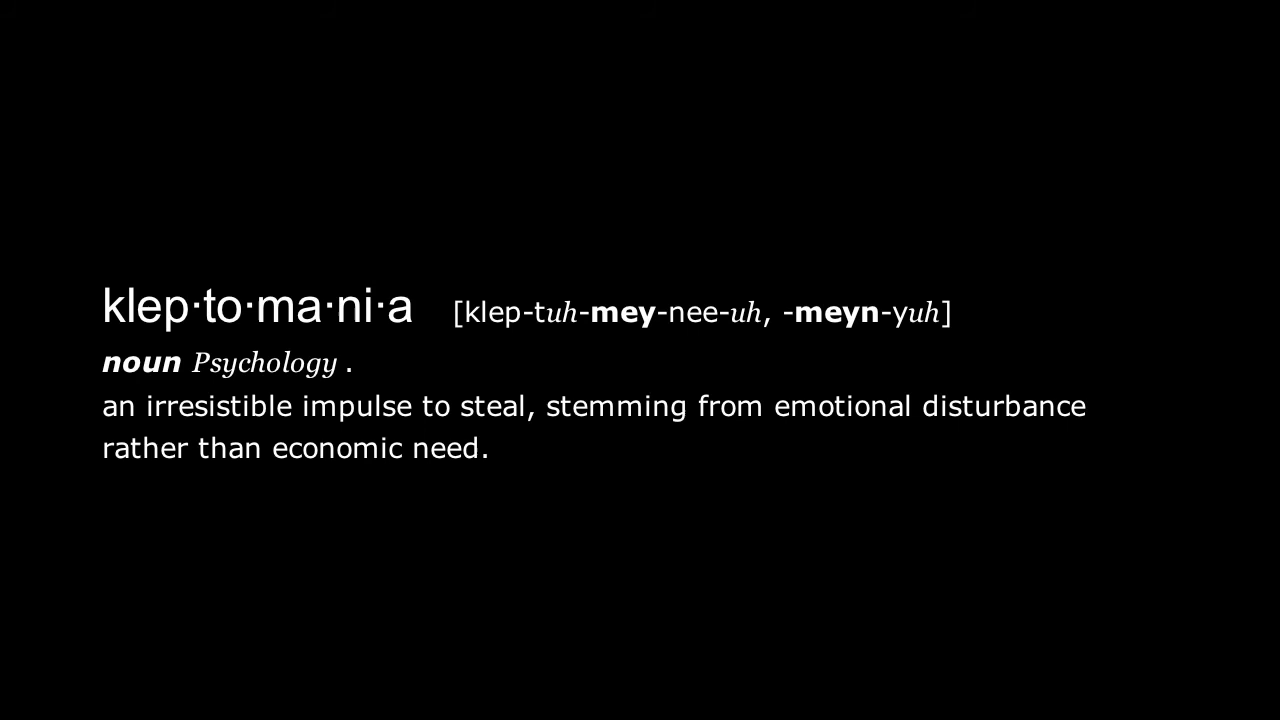 klep·to·ma·ni·a [klep-tuh-mey-nee-uh, -meyn-yuh]
noun Psychology .
an irresistible impulse to steal, stemming from emotional disturbance
rather than economic need.